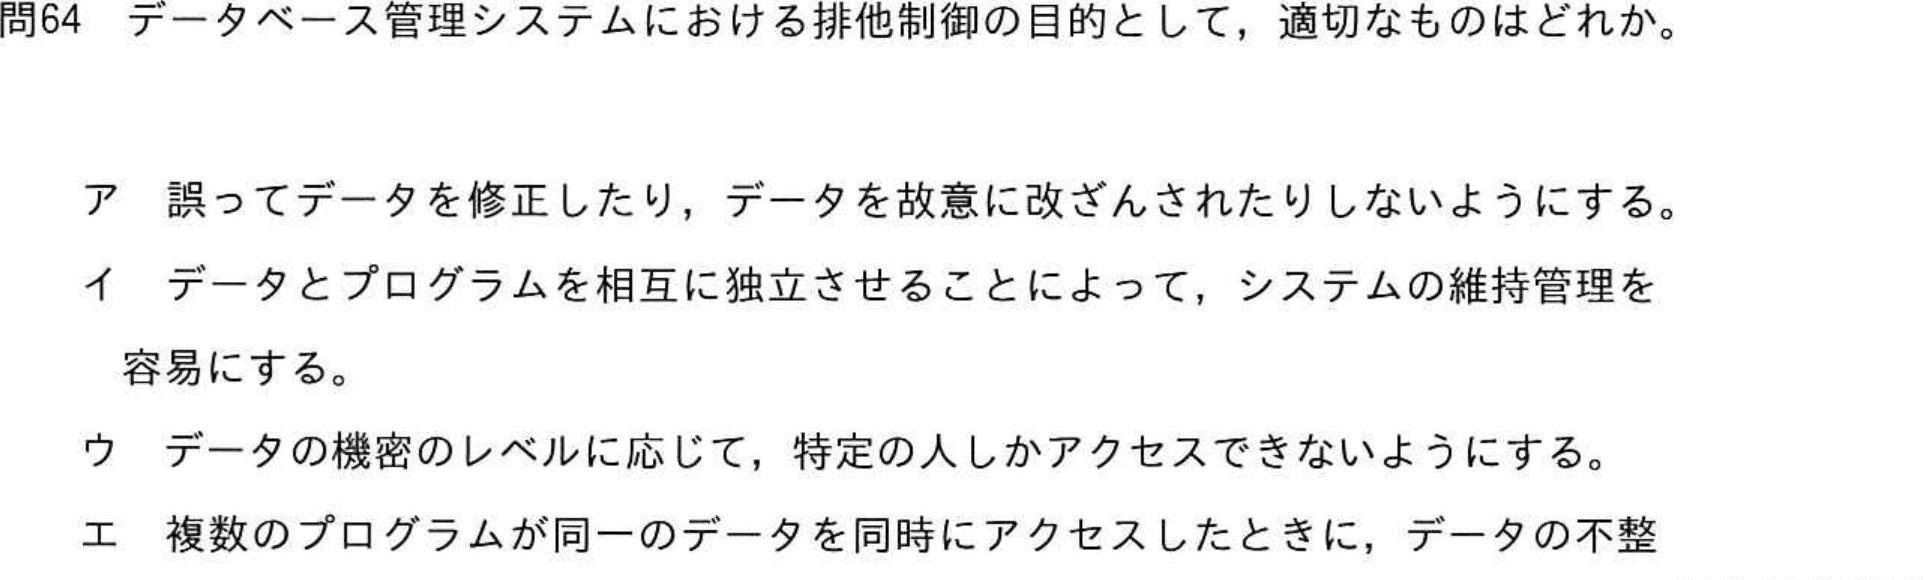 問64　データベース管理システムにおける排他制御の目的として，適切なものはどれか。
ア　誤ってデータを修正したり，データを故意に改ざんされたりしないようにする。
イ　データとプログラムを相互に独立させることによって，システムの維持管理を
容易にする。
ウ　データの機密のレベルに応じて，特定の人しかアクセスできないようにする。
エ　複数のプログラムが同一のデータを同時にアクセスしたときに，データの不整